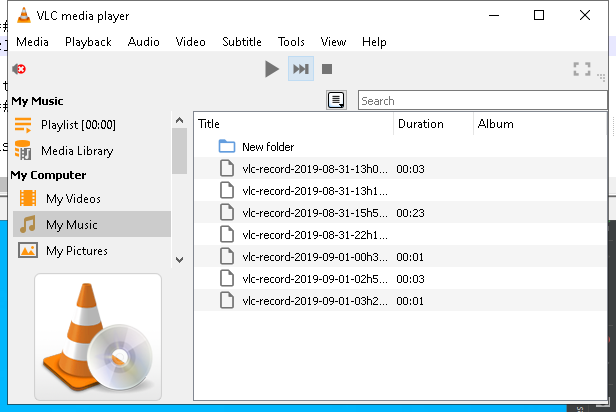 VLC media player
Media Playback Audio Video Subtitle Tools View Help
Search
My Music
Playlist [00:00]
Media Library
My Computer
My Videos
My Music
My Pictures
Title Duration Album
New folder
vlc-record-2019-08-31-13h0... 00:03
vlc-record-2019-08-31-13h1...
vlc-record-2019-08-31-15h5... 00:23
vlc-record-2019-08-31-22h1...
vlc-record-2019-09-01-00h3... 00:01
vlc-record-2019-09-01-02h5... 00:03
vlc-record-2019-09-01-03h2... 00:01